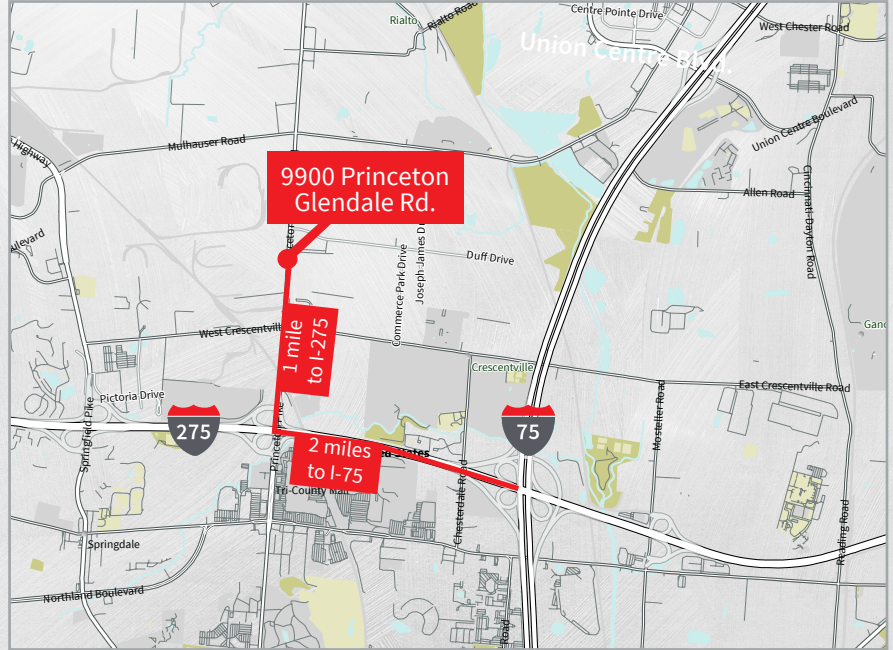 Rialto
Rialto Road
Centre Pointe Drive
West Chester Road
Union Centre Blvd.
Union Centre Boulevard
Highway
Mulhauser Road
9900 Princeton
Glendale Rd.
Allen Road
Cincinnati-Dayton Road
Duff Drive
Commerce Park Drive
Joseph James D
1 mile
to I-275
Crescentville
Pictoria Drive
East Crescentville Road
275
75
Springfield Pike
2 miles
to I-75
Mosteller Road
Tri-County Mall
Chesterdale Road
Reading Road
Springdale
Northland Boulevard
Road